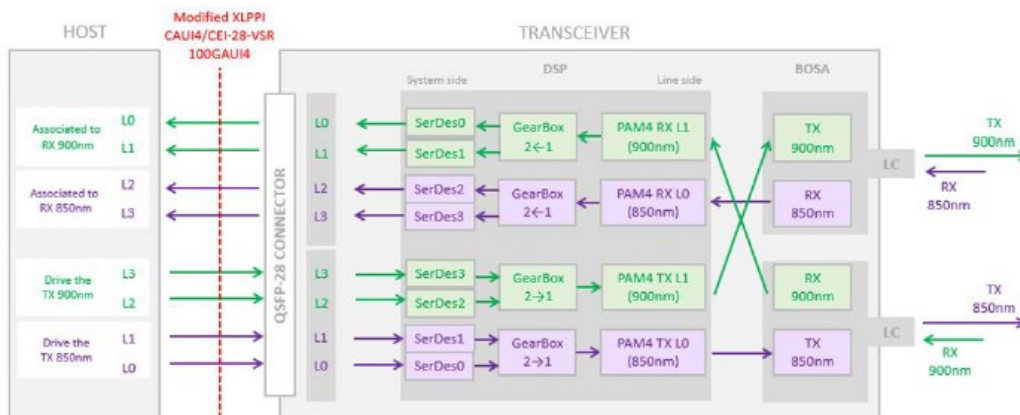 HOST
Modified XLPPI
CAUI4/CEI-28-VSR
100GAUI4
TRANSCEIVER
System side
DSP
Line side
BOSA
Associated to
RX 900nm
L0
L1
Associated to
RX 850nm
L2
L3
Drive the
TX 900nm
L3
L2
Drive the
TX 850nm
L1
L0
QSFP-28 CONNECTOR
L0
L1
L2
L3
L3
L2
L1
L0
SerDes0
SerDes1
GearBox
2←1
PAM4 RX L1
(900nm)
TX
900nm
SerDes2
SerDes3
GearBox
2←1
PAM4 RX L0
(850nm)
RX
850nm
SerDes3
SerDes2
GearBox
2→1
PAM4 TX L1
(900nm)
RX
900nm
SerDes1
SerDes0
GearBox
2→1
PAM4 TX L0
(850nm)
TX
850nm
LC
TX
900nm
RX
850nm
LC
TX
850nm
RX
900nm